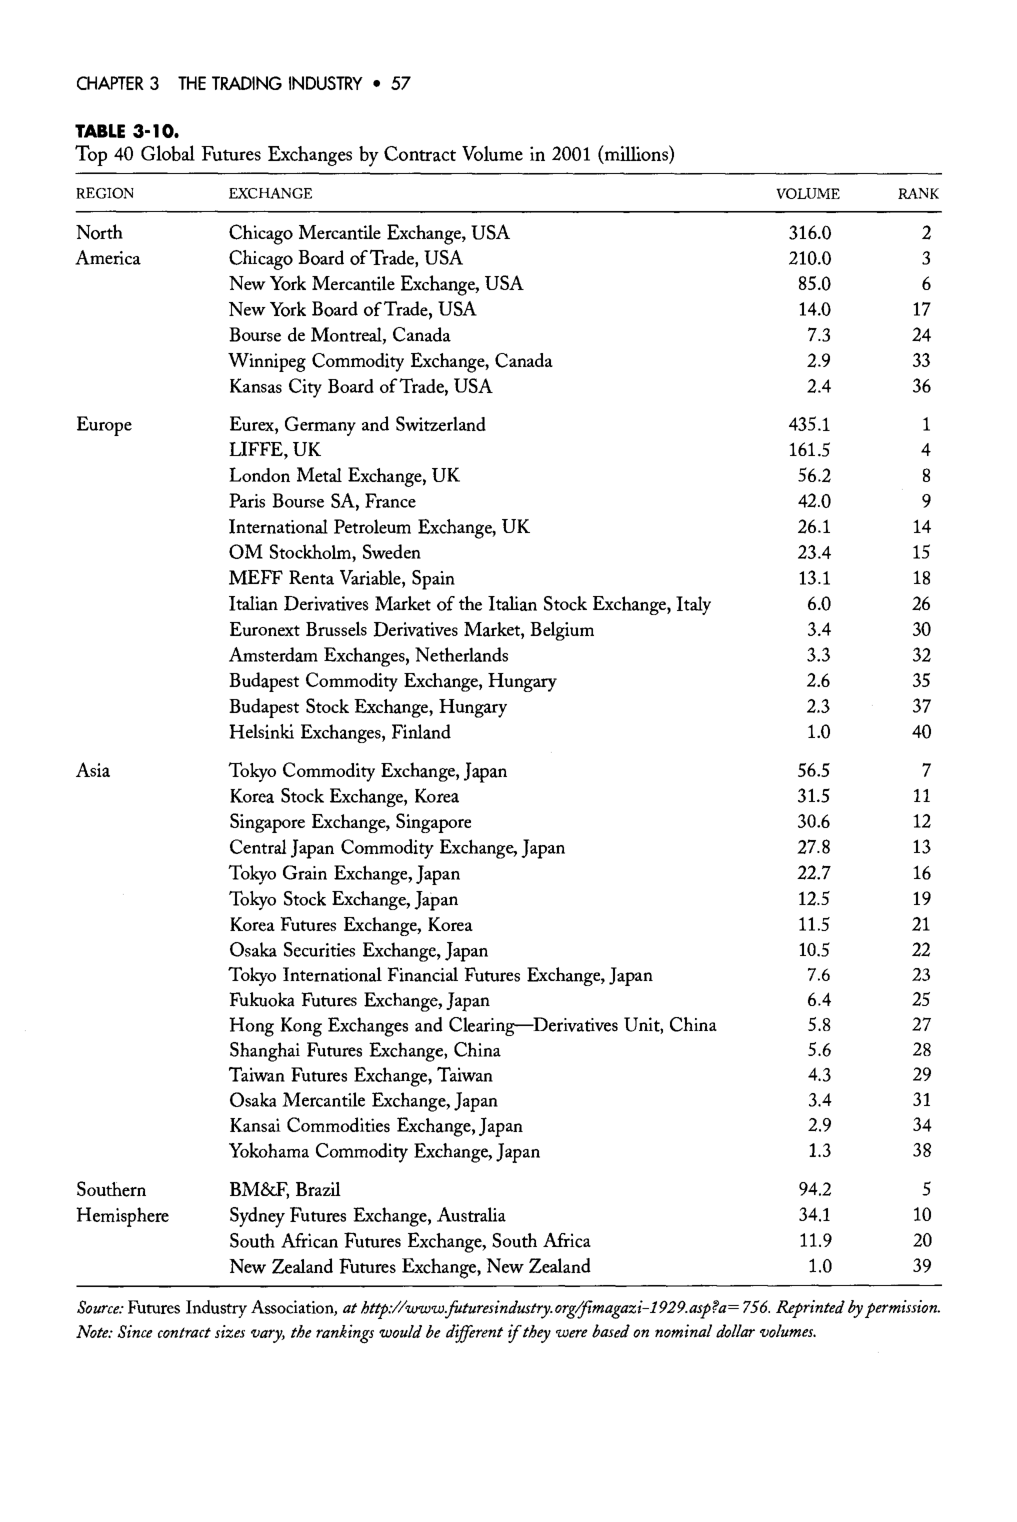 CHAPTER 3 THE TRADING INDUSTRY • 57
TABLE 3-10.
Top 40 Global Futures Exchanges by Contract Volume in 2001 (millions)
REGION EXCHANGE VOLUME RANK
North Chicago Mercantile Exchange, USA 316.0 2
America Chicago Board of Trade, USA 210.0 3
New York Mercantile Exchange, USA 85.0 6
New York Board of Trade, USA 14.0 17
Bourse de Montreal, Canada 7.3 24
Winnipeg Commodity Exchange, Canada 2.9 33
Kansas City Board of Trade, USA 2.4 36
Europe Eurex, Germany and Switzerland 435.1 1
LIFFE, UK 161.5 4
London Metal Exchange, UK 56.2 8
Paris Bourse SA, France 42.0 9
International Petroleum Exchange, UK 26.1 14
OM Stockholm, Sweden 23.4 15
MEFF Renta Variable, Spain 13.1 18
Italian Derivatives Market of the Italian Stock Exchange, Italy 6.0 26
Euronext Brussels Derivatives Market, Belgium 3.4 30
Amsterdam Exchanges, Netherlands 3.3 32
Budapest Commodity Exchange, Hungary 2.6 35
Budapest Stock Exchange, Hungary 2.3 37
Helsinki Exchanges, Finland 1.0 40
Asia Tokyo Commodity Exchange, Japan 56.5 7
Korea Stock Exchange, Korea 31.5 11
Singapore Exchange, Singapore 30.6 12
Central Japan Commodity Exchange, Japan 27.8 13
Tokyo Grain Exchange, Japan 22.7 16
Tokyo Stock Exchange, Japan 12.5 19
Korea Futures Exchange, Korea 11.5 21
Osaka Securities Exchange, Japan 10.5 22
Tokyo International Financial Futures Exchange, Japan 7.6 23
Fukuoka Futures Exchange, Japan 6.4 25
Hong Kong Exchanges and Clearing—Derivatives Unit, China 5.8 27
Shanghai Futures Exchange, China 5.6 28
Taiwan Futures Exchange, Taiwan 4.3 29
Osaka Mercantile Exchange, Japan 3.4 31
Kansai Commodities Exchange, Japan 2.9 34
Yokohama Commodity Exchange, Japan 1.3 38
Southern BM&F, Brazil 94.2 5
Hemisphere Sydney Futures Exchange, Australia 34.1 10
South African Futures Exchange, South Africa 11.9 20
New Zealand Futures Exchange, New Zealand 1.0 39
Source: Futures Industry Association, at http://www.futuresindustry.org/fimagazi-1929.asp?a=756. Reprinted by permission.
Note: Since contract sizes vary, the rankings would be different if they were based on nominal dollar volumes.